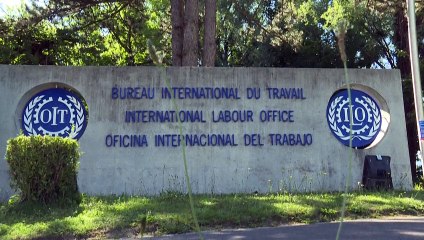 OIT
BUREAU INTERNATIONAL DU TRAVAIL
INTERNATIONAL LABOUR OFFICE
OFICINA INTERNACIONAL DEL TRABAJO
ILO